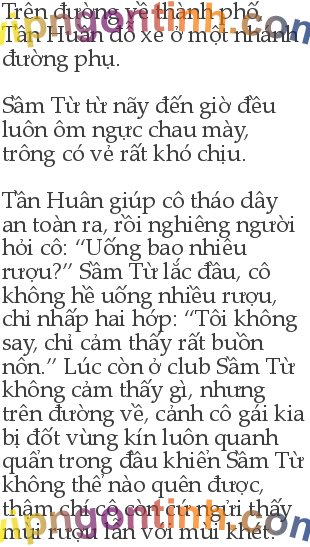 Trên đường về thành phố,
Tần Huân đỗ xe ở một nhánh
đường phụ.

Sầm Từ từ nãy đến giờ đều
luôn ôm ngực chau mày,
trông có vẻ rất khó chịu.

Tần Huân giúp cô tháo dây
an toàn ra, rồi nghiêng người
hỏi cô: “Uống bao nhiêu
rượu?” Sầm Từ lắc đầu, cô
không hề uống nhiều rượu,
chỉ nhấp hai hớp: “Tôi không
say, chỉ cảm thấy rất buồn
nôn.” Lúc còn ở club Sầm Từ
không cảm thấy gì, nhưng
trên đường về, cảnh cô gái kia
bị đốt vùng kín luôn quanh
quẩn trong đầu khiến Sầm Từ
không thể nào quên được,
thậm chí cô còn cứ ngửi thấy
mùi rượu lẫn với mùi khét.
vipngontinh.com
vipngontinh.com